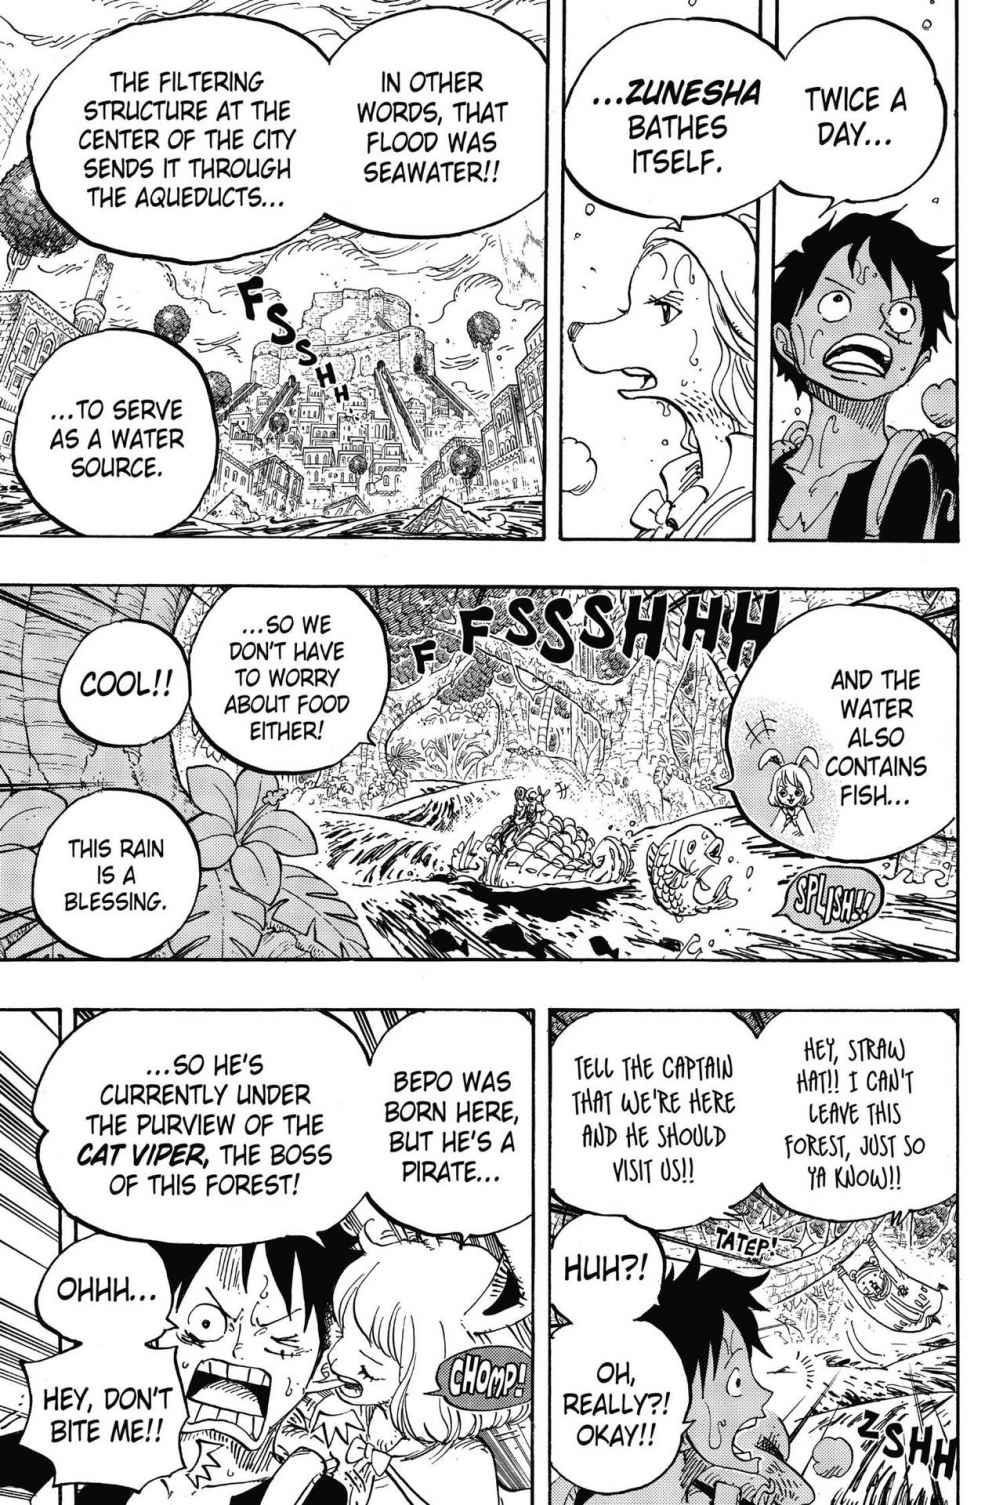 TWICE A
DAY...
...ZUNESHA
BATHES
ITSELF.
IN OTHER
WORDS, THAT
FLOOD WAS
SEAWATER!!
THE FILTERING
STRUCTURE AT THE
CENTER OF THE CITY
SENDS IT THROUGH
THE AQUEDUCTS...
FSSSHH
...TO SERVE
AS A WATER
SOURCE.
AND THE
WATER
ALSO
CONTAINS
FISH...
FFSSSHHH
SPLISH!!
...SO WE
DON'T HAVE
TO WORRY
ABOUT FOOD
EITHER!
COOL!!
THIS RAIN
IS A
BLESSING.
HEY, STRAW
HAT!! I CAN'T
LEAVE THIS
FOREST, JUST SO
YA KNOW!!
TELL THE CAPTAIN
THAT WE'RE HERE
AND HE SHOULD
VISIT US!!
TATEP!
HUH?!
OH,
REALLY?!
OKAY!!
ZSHHH
BEPO WAS
BORN HERE,
BUT HE'S A
PIRATE...
...SO HE'S
CURRENTLY UNDER
THE PURVIEW OF THE
CAT VIPER, THE BOSS
OF THIS FOREST!
OHHH...
CHOMP!
HEY, DON'T
BITE ME!!